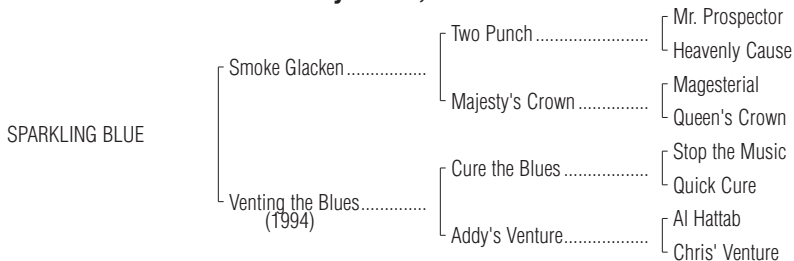 Two Punch........................
Mr. Prospector
Heavenly Cause
Smoke Glacken.................
Majesty's Crown...............
Magesterial
Queen's Crown
SPARKLING BLUE
Cure the Blues..................
Stop the Music
Quick Cure
Venting the Blues..............
(1994)
Addy's Venture..................
Al Hattab
Chris' Venture